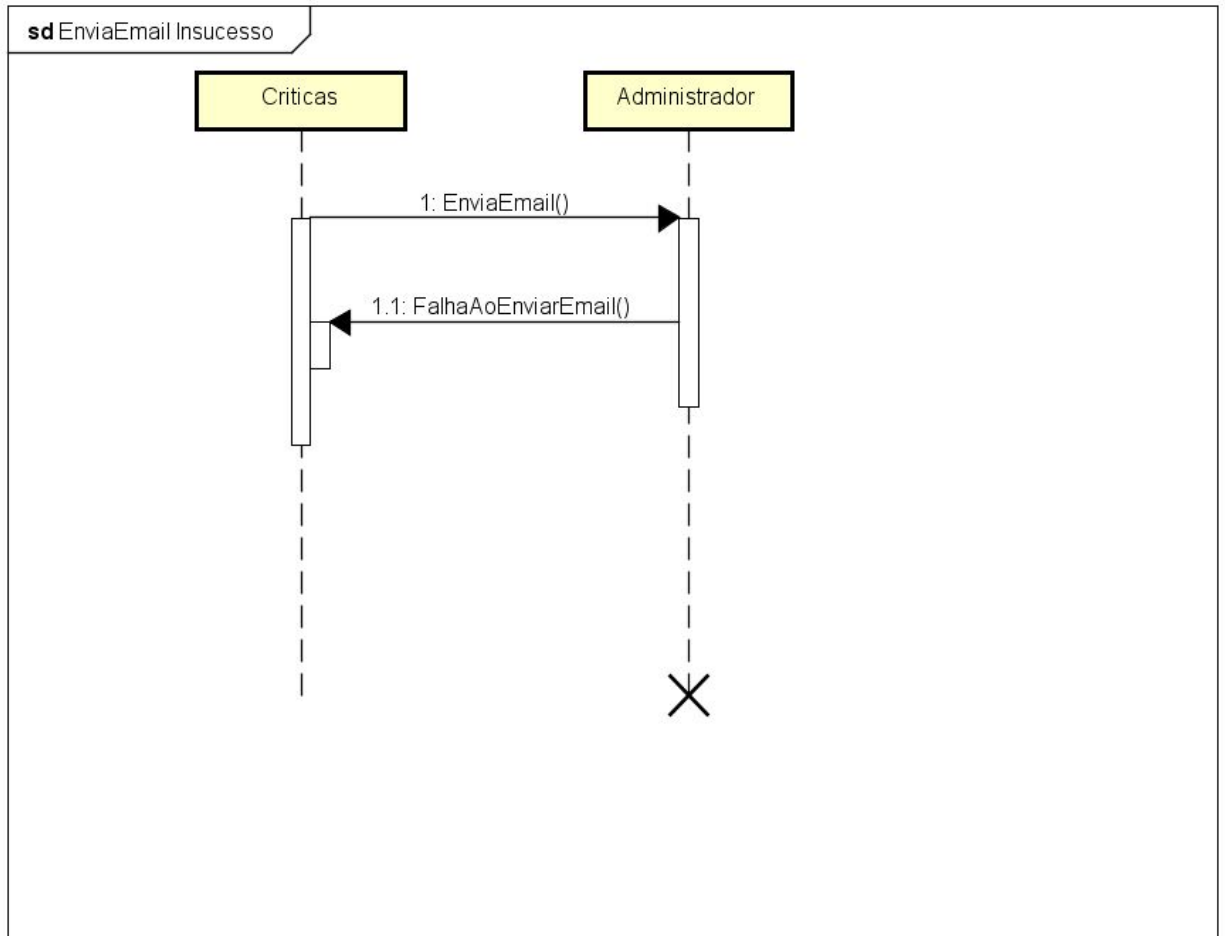 sd EnviaEmail Insucesso
Criticas
Administrador
1: EnviaEmail()
1.1: FalhaAoEnviarEmail()